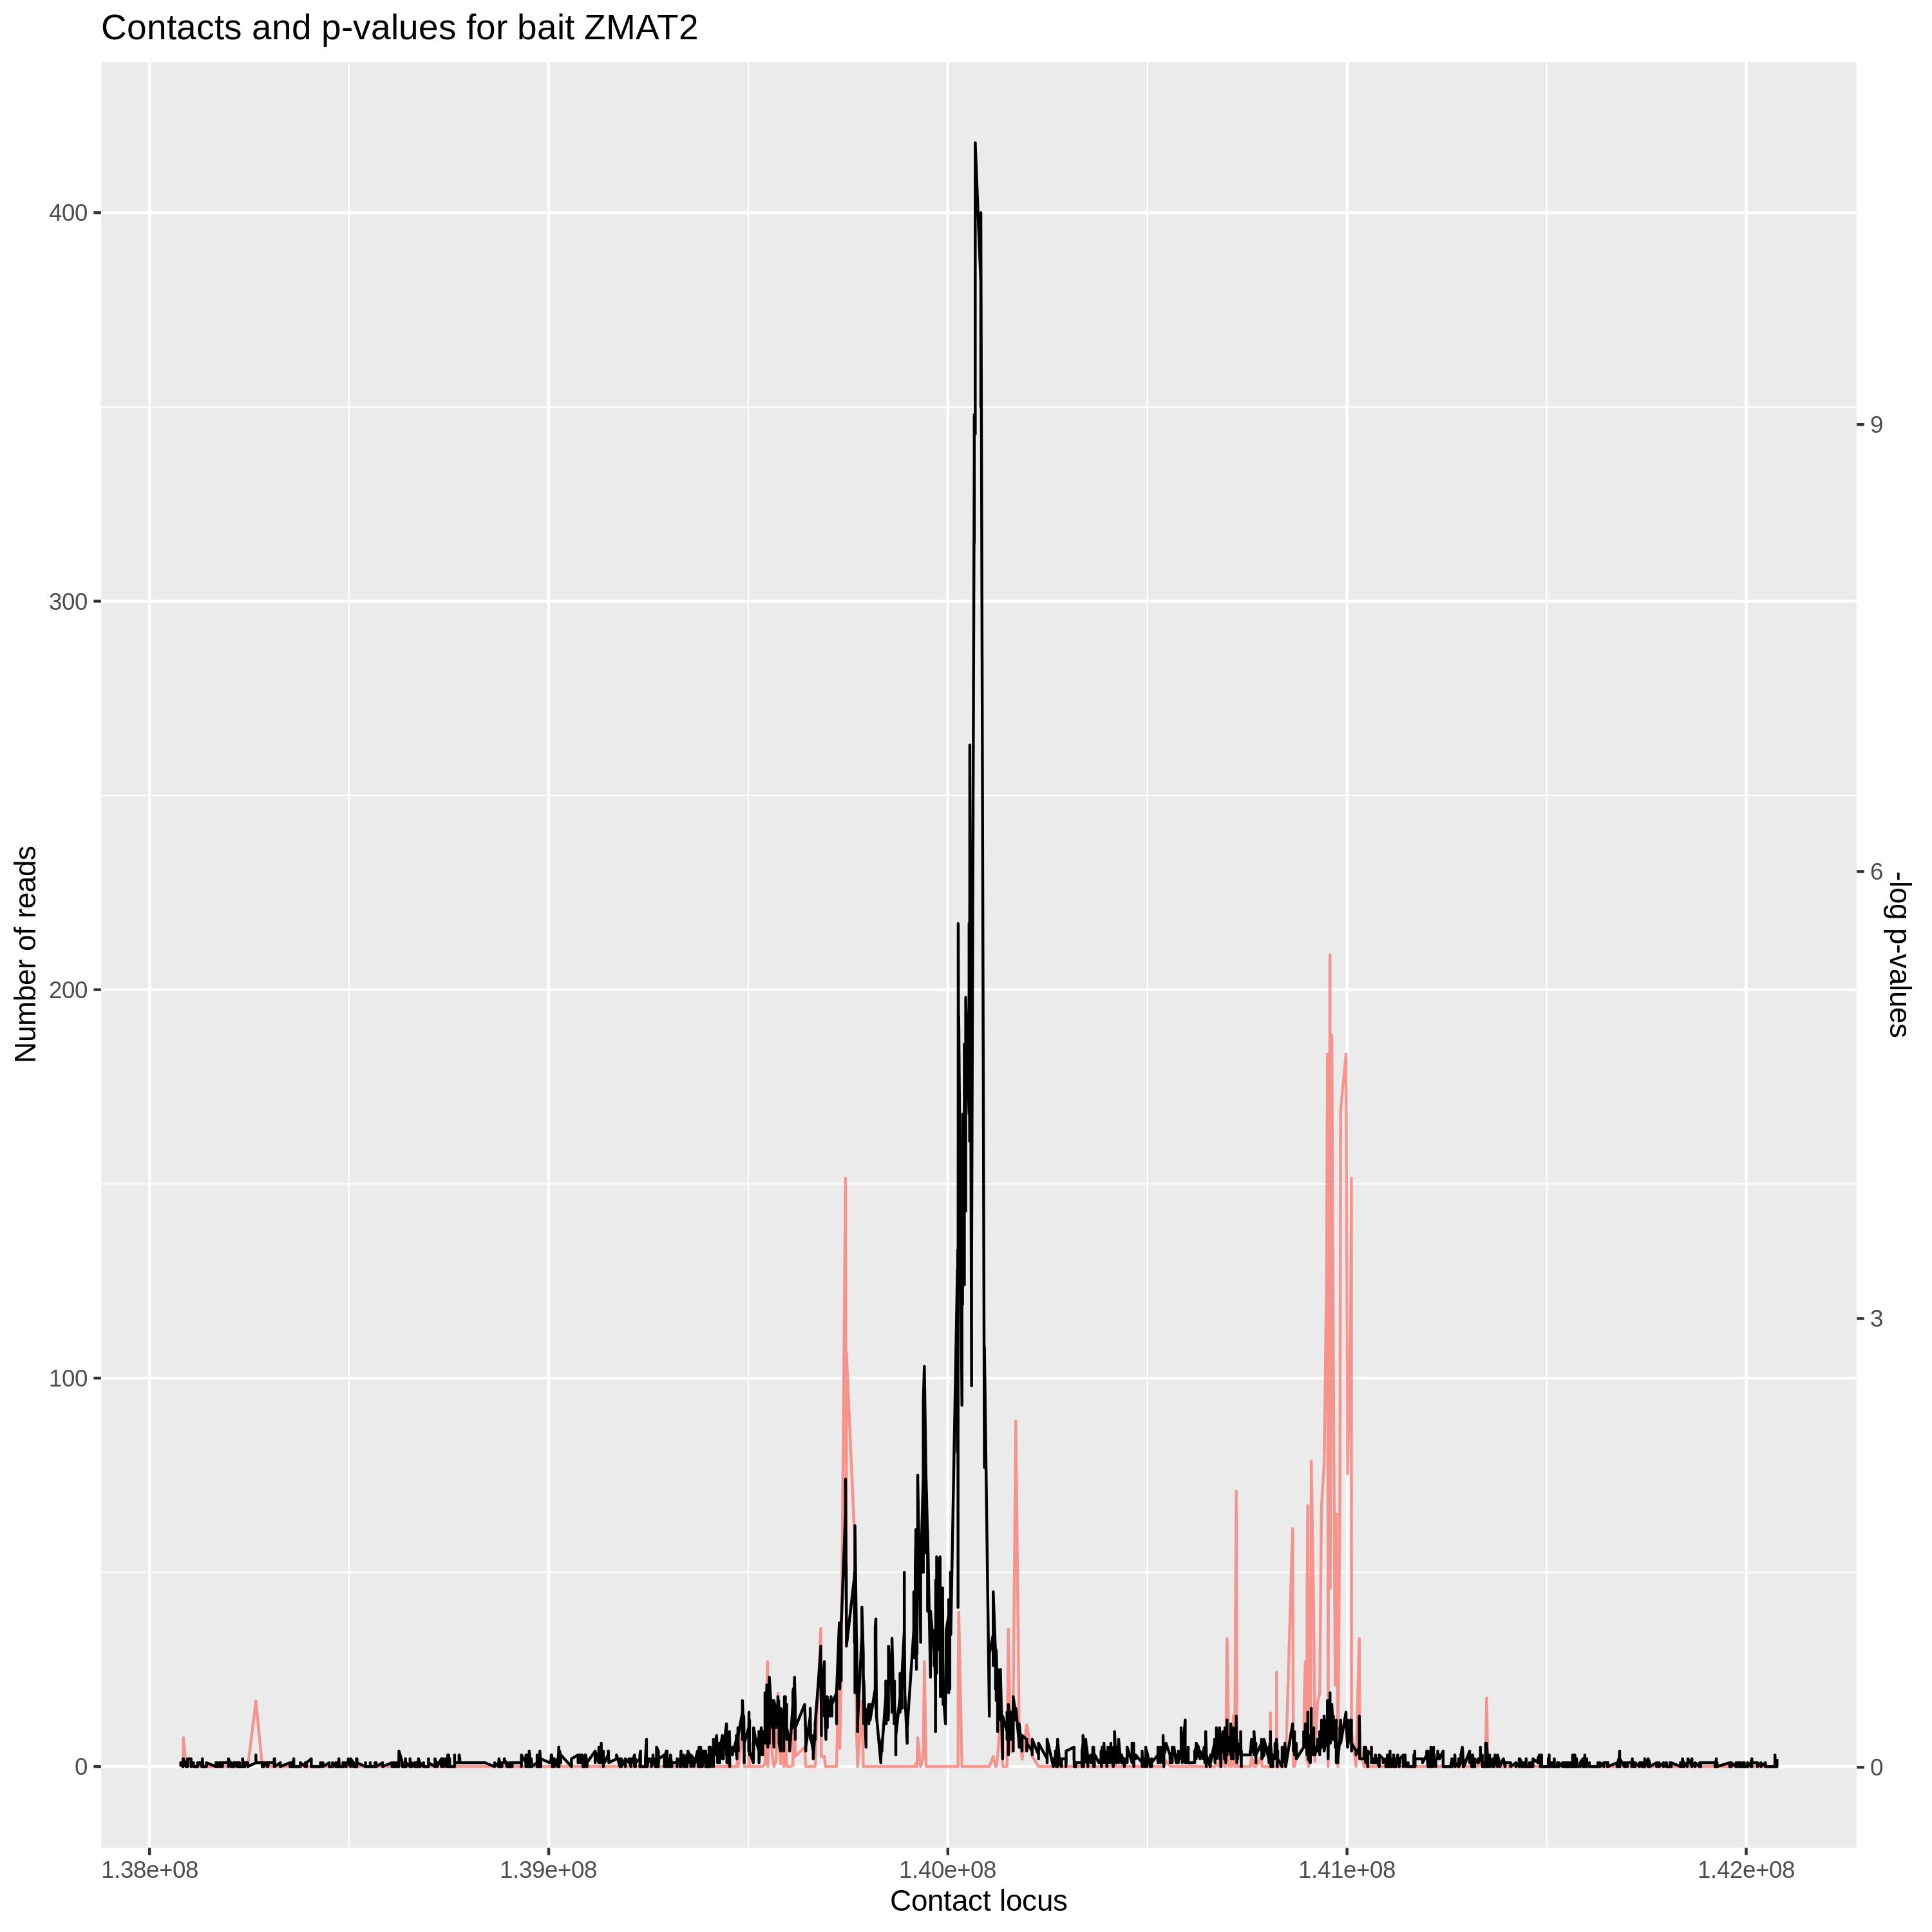 Contacts and p-values for bait ZMAT2
400
300
200
100
0
Number of reads
9
6
3
0
-log p-values
1.38e+08
1.39e+08
1.40e+08
1.41e+08
1.42e+08
Contact locus